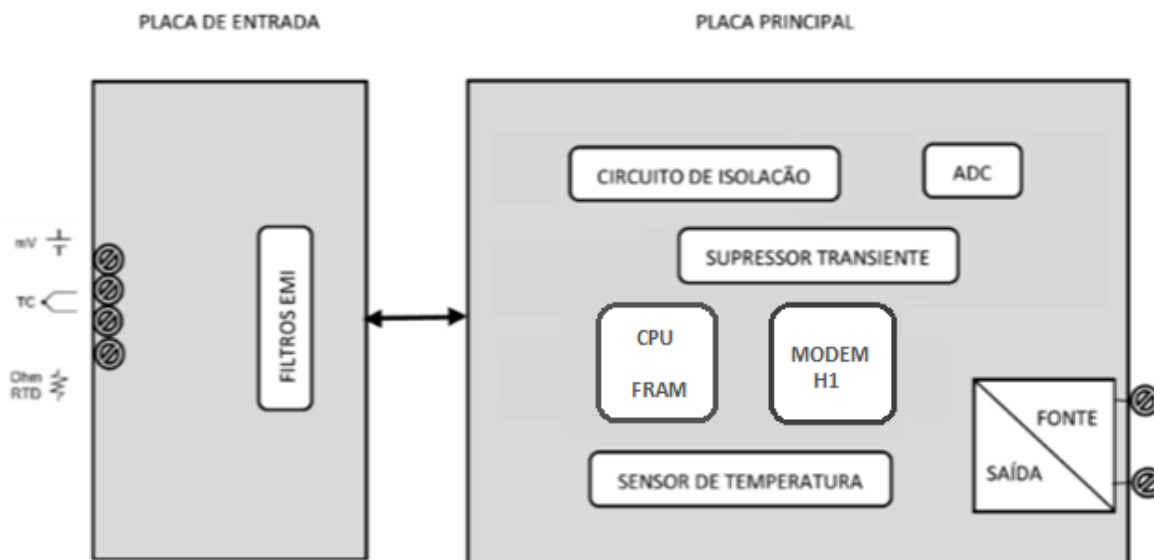 PLACA DE ENTRADA
PLACA PRINCIPAL
mV
TC
Ohm
RTD
FILTROS EMI
CIRCUITO DE ISOLAÇÃO
ADC
SUPRESSOR TRANSIENTE
CPU
FRAM
MODEM
H1
SENSOR DE TEMPERATURA
FONTE
SAÍDA